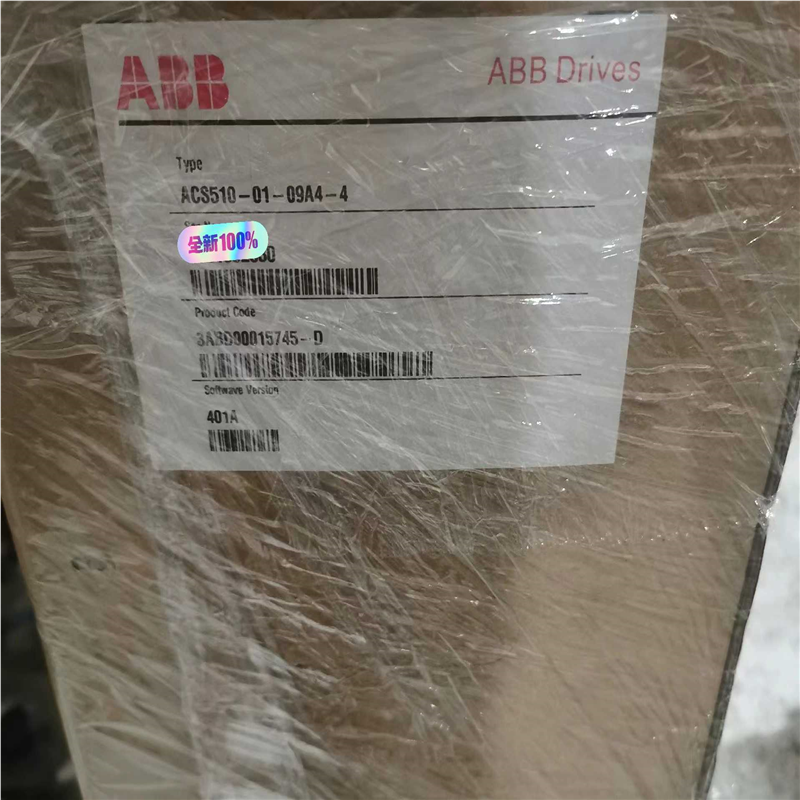 ABB
ABB Drives
Type
ACS510-01-09A4-4
全新100%
Product Code
3ABD00015745-D
Software Version
401A